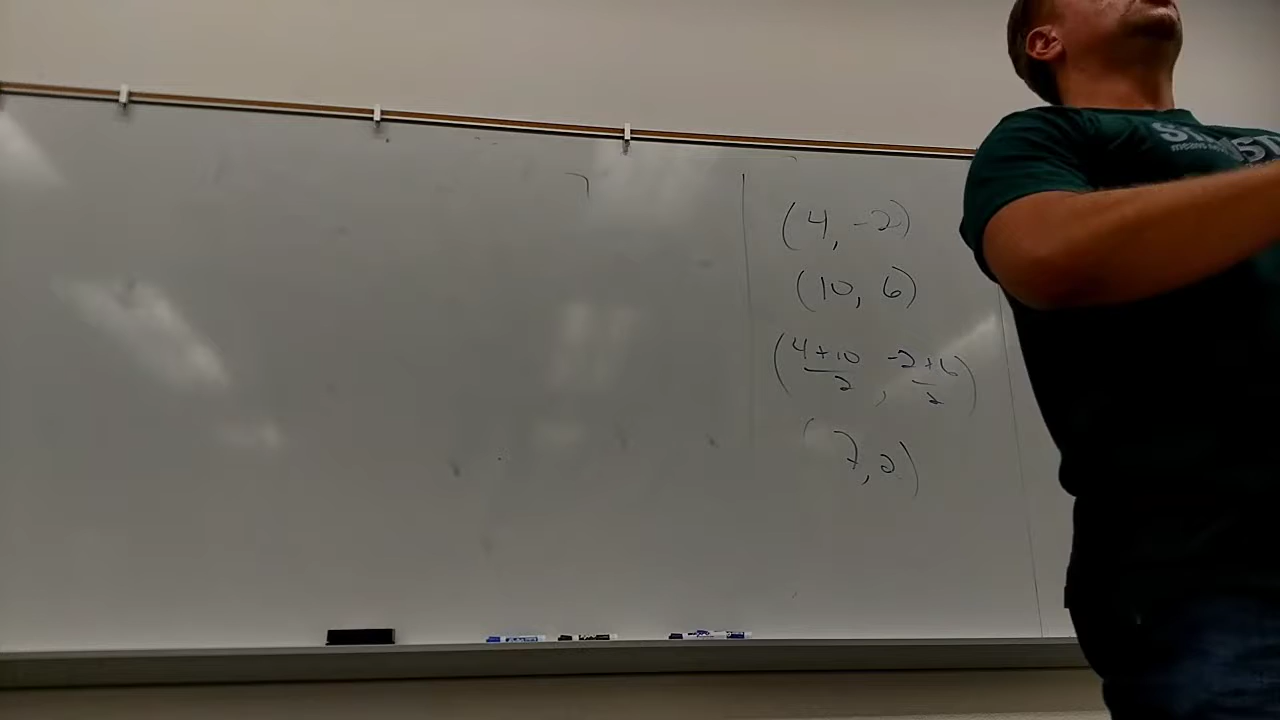 (4, -2)
(10, 6)
(4+10/2, -2+6/2)
(7, 2)